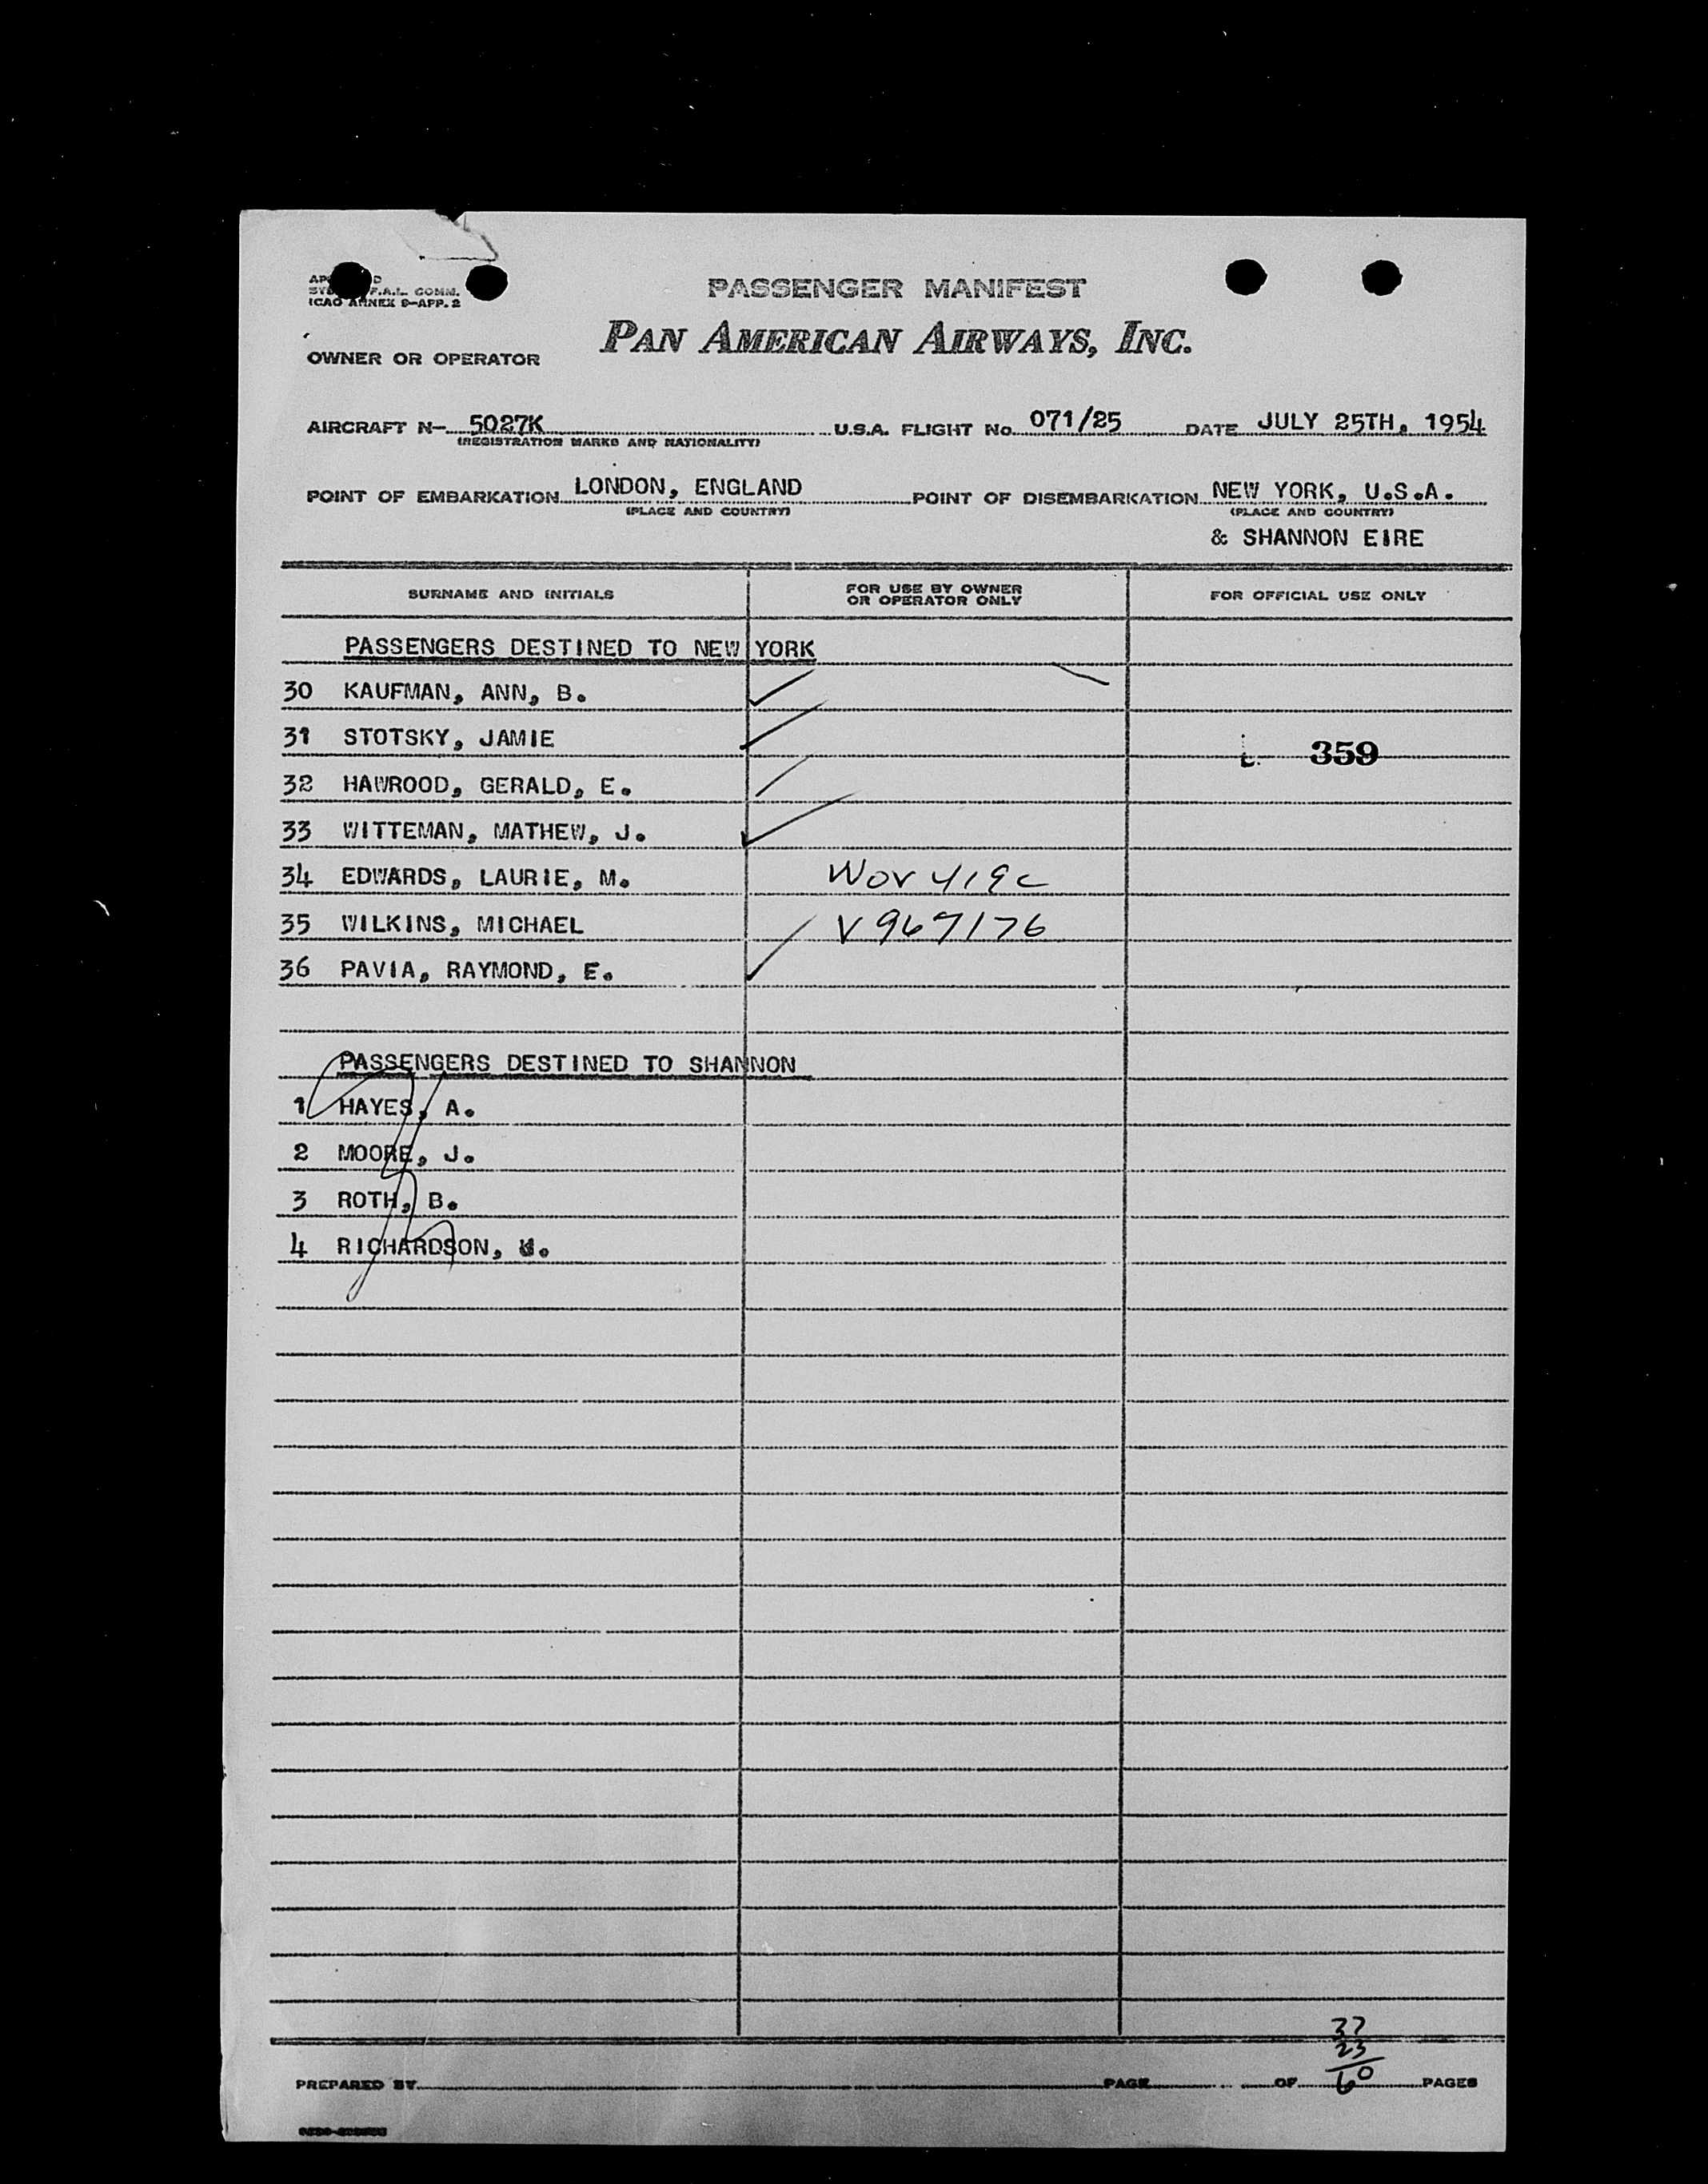 PASSENGER MANIFEST
F.A.L. COMM.
ICAO ANNEX 9-APP. 2
PAN AMERICAN AIRWAYS, INC.
OWNER OR OPERATOR
AIRCRAFT N- 5027K U.S.A. FLIGHT No. 071/25 DATE JULY 25TH. 1954
(REGISTRATION MARKS AND NATIONALITY)
POINT OF EMBARKATION LONDON, ENGLAND POINT OF DISEMBARKATION NEW YORK, U.S.A.
(PLACE AND COUNTRY) (PLACE AND COUNTRY)
& SHANNON EIRE
SURNAME AND INITIALS FOR USE BY OWNER OR OPERATOR ONLY FOR OFFICIAL USE ONLY
PASSENGERS DESTINED TO NEW YORK
30 KAUFMAN, ANN, B.
31 STOTSKY, JAMIE 359
32 HAWROOD, GERALD, E.
33 WITTEMAN, MATHEW, J.
34 EDWARDS, LAURIE, M. Wov 419c
35 WILKINS, MICHAEL V967176
36 PAVIA, RAYMOND, E.
PASSENGERS DESTINED TO SHANNON
1 HAYES, A.
2 MOORE, J.
3 ROTH, B.
4 RICHARDSON,
37
23
60
PREPARED BY PAGE OF PAGES